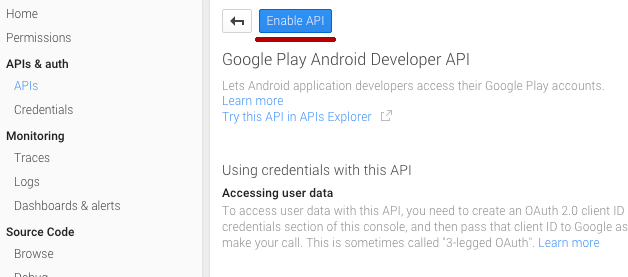 Home
Permissions
APIs & auth
APIs
Credentials
Monitoring
Traces
Logs
Dashboards & alerts
Source Code
Browse
Debug
Enable API
Google Play Android Developer API
Lets Android application developers access their Google Play accounts.
Learn more
Try this API in APIs Explorer
Using credentials with this API
Accessing user data
To access user data with this API, you need to create an OAuth 2.0 client ID
credentials section of this console, and then pass that client ID to Google as
make your call. This is sometimes called "3-legged OAuth". Learn more